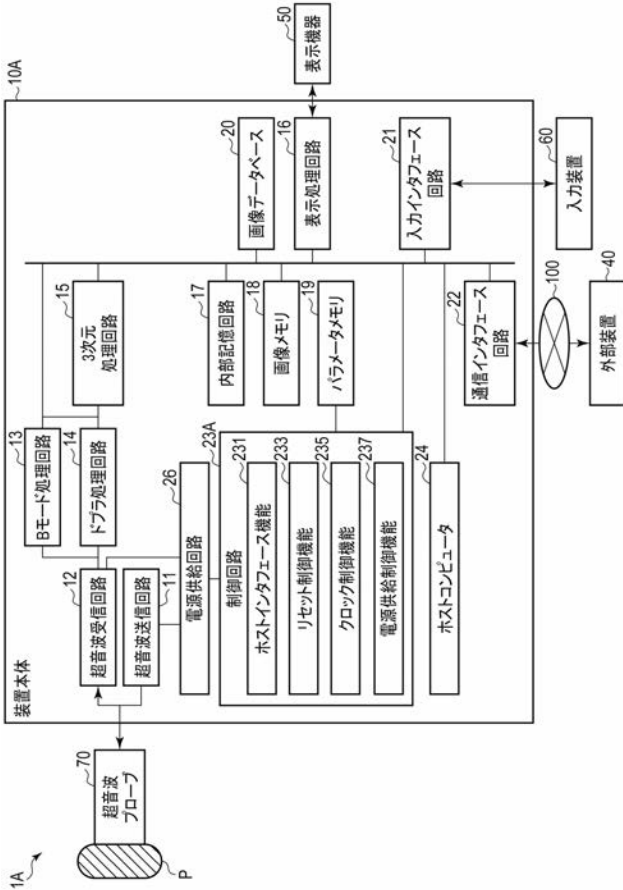 1A
P
70
超音波
プローブ
装置本体
10A
12
超音波受信回路
11
超音波送信回路
13
Bモード処理回路
14
ドプラ処理回路
15
3次元
処理回路
26
電源供給回路
23A
制御回路
231
ホストインタフェース機能
233
リセット制御機能
235
クロック制御機能
237
電源供給制御機能
24
ホストコンピュータ
17
内部記憶回路
18
画像メモリ
19
パラメータメモリ
20
画像データベース
16
表示処理回路
21
入力インタフェース
回路
22
通信インタフェース
回路
50
表示機器
60
入力装置
100
40
外部装置